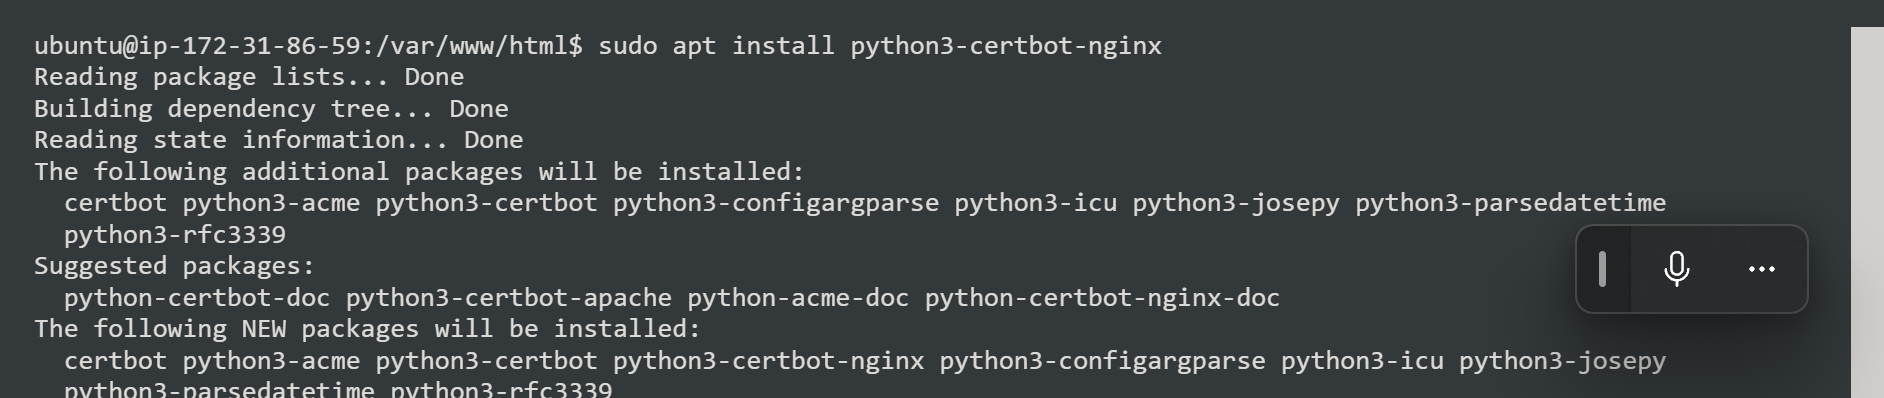 ubuntu@ip-172-31-86-59:/var/www/html$ sudo apt install python3-certbot-nginx
Reading package lists... Done
Building dependency tree... Done
Reading state information... Done
The following additional packages will be installed:
  certbot python3-acme python3-certbot python3-configargparse python3-icu python3-josepy python3-parsedatetime
  python3-rfc3339
Suggested packages:
  python-certbot-doc python3-certbot-apache python-acme-doc python-certbot-nginx-doc
The following NEW packages will be installed:
  certbot python3-acme python3-certbot python3-certbot-nginx python3-configargparse python3-icu python3-josepy
  python3-parsedatetime python3-rfc3339